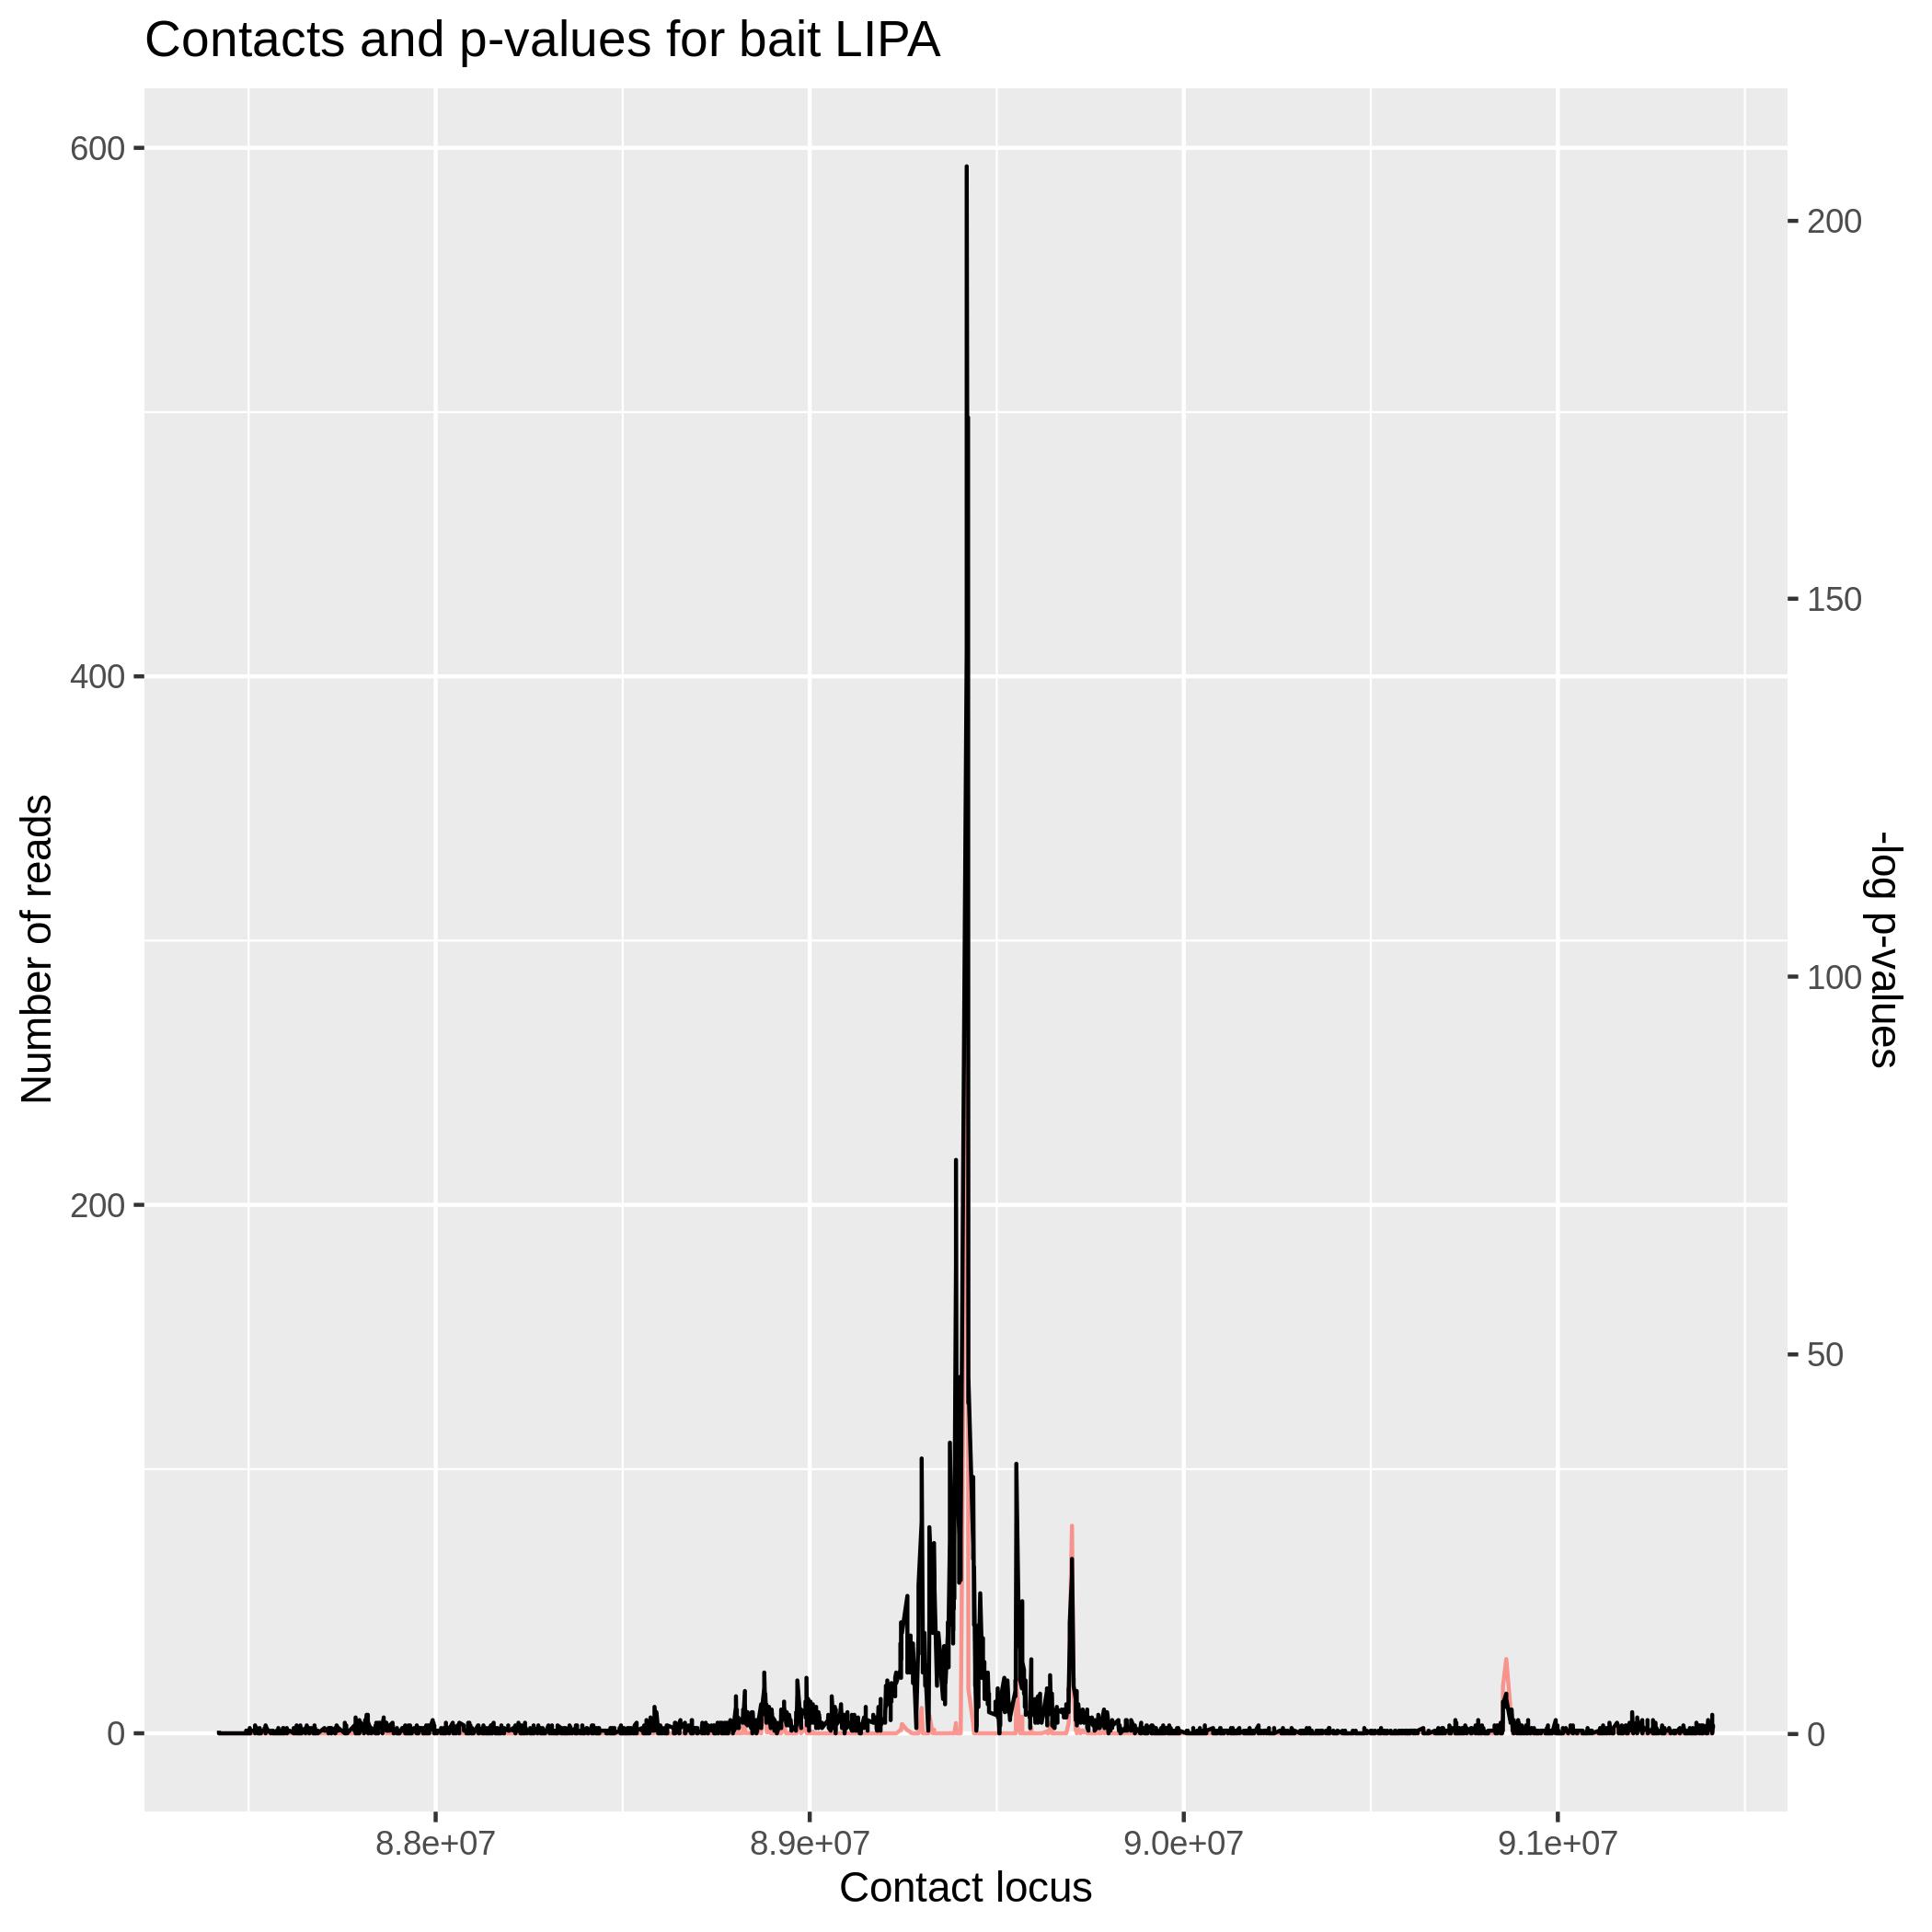 Contacts and p-values for bait LIPA
600
400
200
0
Number of reads
200
150
100
50
0
-log p-values
8.8e+07
8.9e+07
9.0e+07
9.1e+07
Contact locus